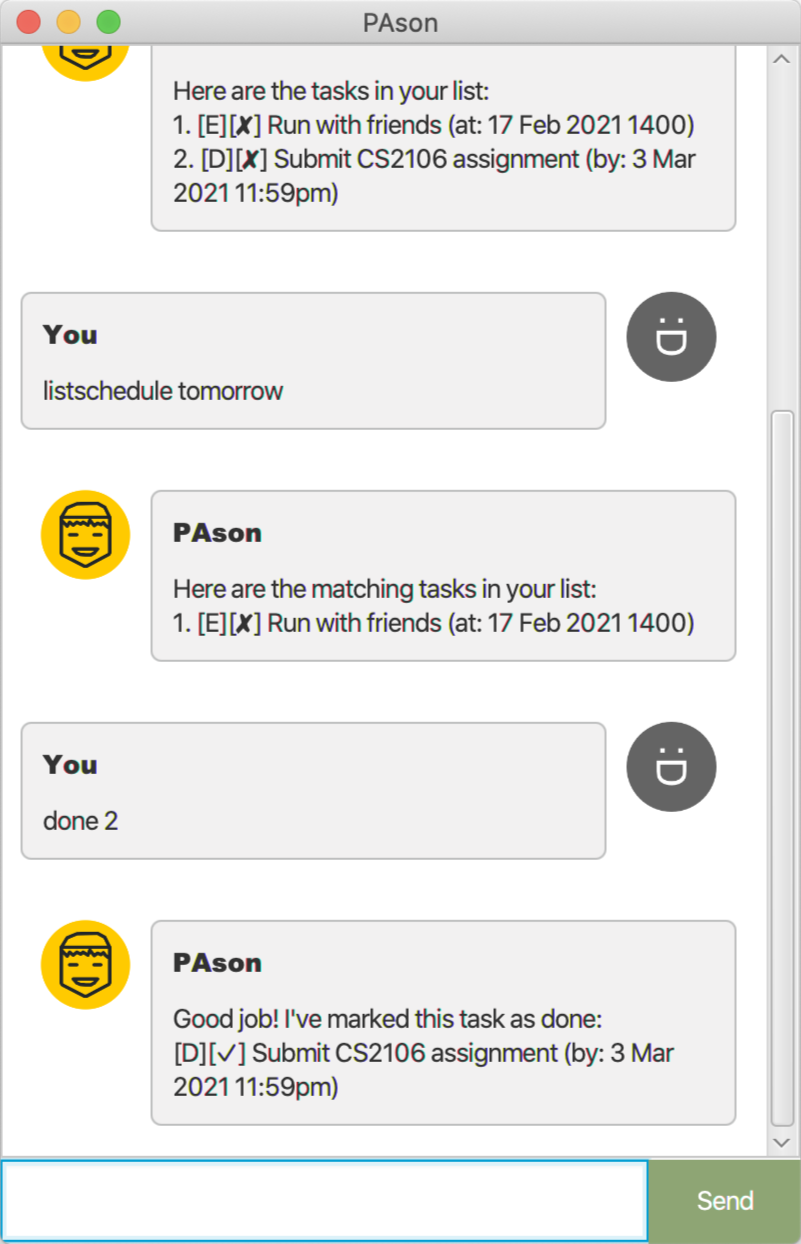 PAson
Here are the tasks in your list:
1. [E][✘] Run with friends (at: 17 Feb 2021 1400)
2. [D][✘] Submit CS2106 assignment (by: 3 Mar
2021 11:59pm)
You
listschedule tomorrow
PAson
Here are the matching tasks in your list:
1. [E][✘] Run with friends (at: 17 Feb 2021 1400)
You
done 2
PAson
Good job! I've marked this task as done:
[D][✓] Submit CS2106 assignment (by: 3 Mar
2021 11:59pm)
Send